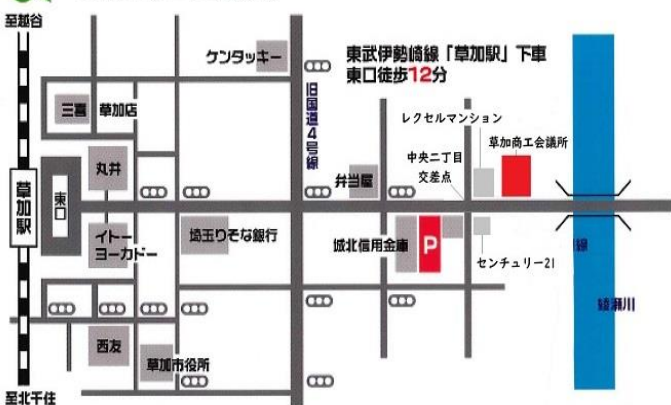 至越谷
ケンタッキー
東武伊勢崎線「草加駅」下車
東口徒歩12分
旧国道4号線
三喜 草加店
レクセルマンション
草加商工会議所
中央二丁目
交差点
丸井
弁当屋
草加駅
東口
イトー
ヨーカドー
埼玉りそな銀行
城北信用金庫
P
線
センチュリー21
綾瀬川
西友
草加市役所
至北千住